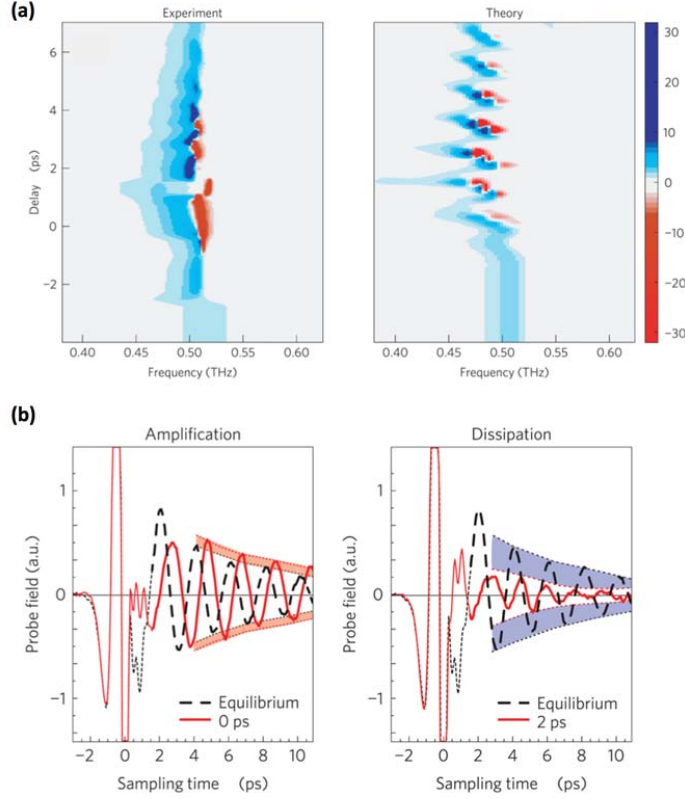 (a)
Experiment
Theory
6
4
2
0
−2
Delay (ps)
0.40 0.45 0.50 0.55 0.60
Frequency (THz)
0.40 0.45 0.50 0.55 0.60
Frequency (THz)
30
20
10
0
−10
−20
−30
(b)
Amplification
Dissipation
1
0
−1
Probe field (a.u.)
Equilibrium
0 ps
−2 0 2 4 6 8 10
Sampling time (ps)
1
0
−1
Probe field (a.u.)
Equilibrium
2 ps
−2 0 2 4 6 8 10
Sampling time (ps)